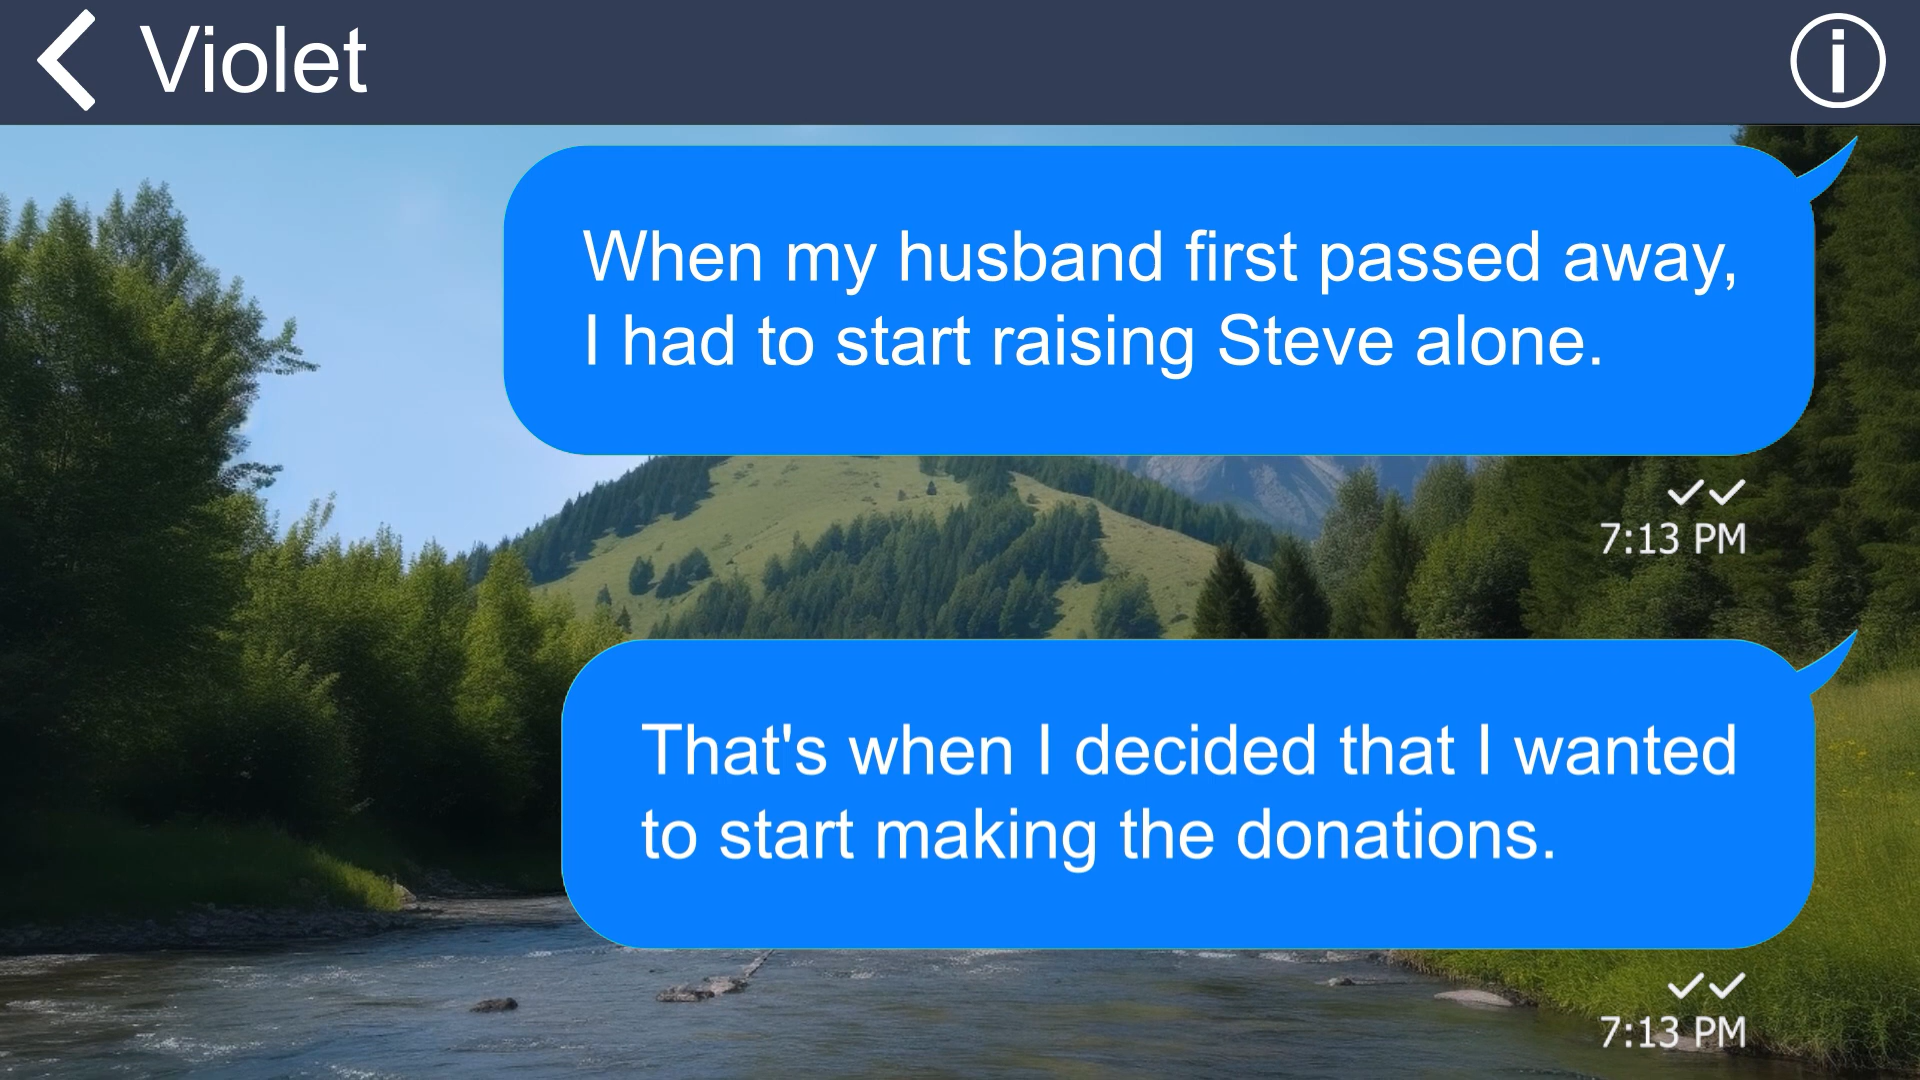 Violet
When my husband first passed away,
I had to start raising Steve alone.
7:13 PM
That's when I decided that I wanted
to start making the donations.
7:13 PM